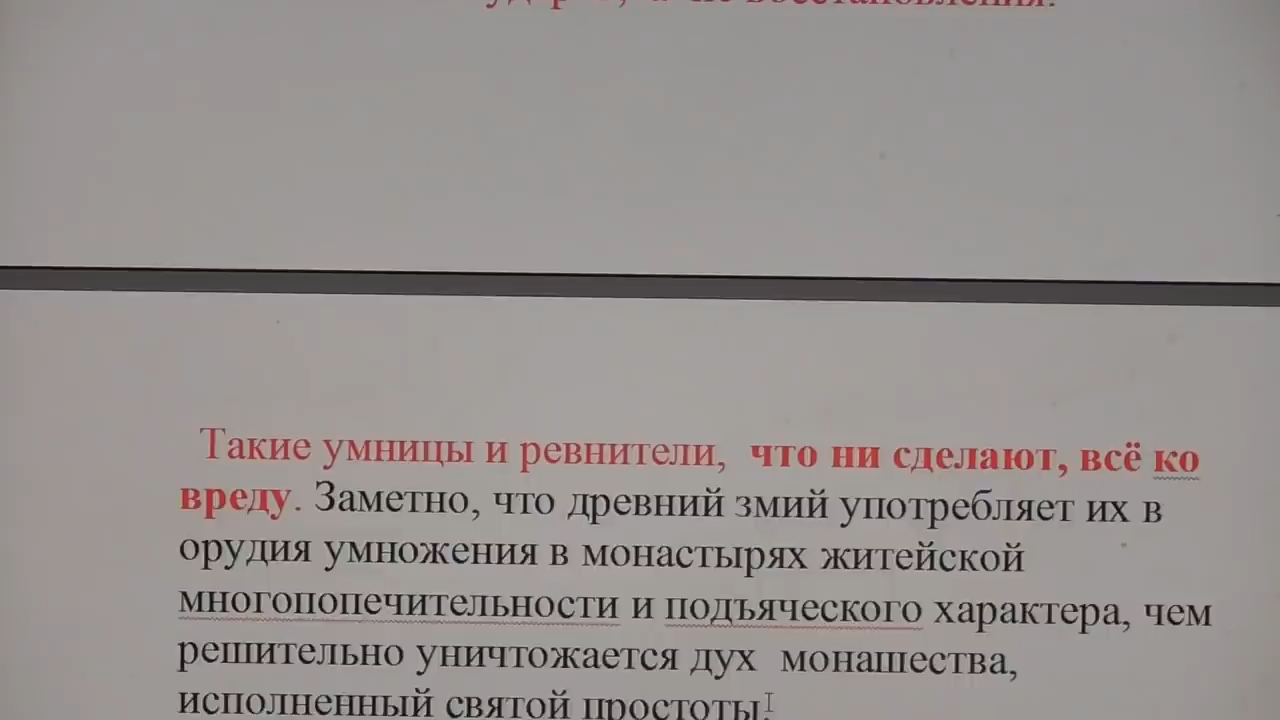 восстановления.
Такие умницы и ревнители, что ни сделают, всё ко
вреду. Заметно, что древний змий употребляет их в
орудия умножения в монастырях житейской
многопопечительности и подъяческого характера, чем
решительно уничтожается дух монашества,
исполненный святой простоты.